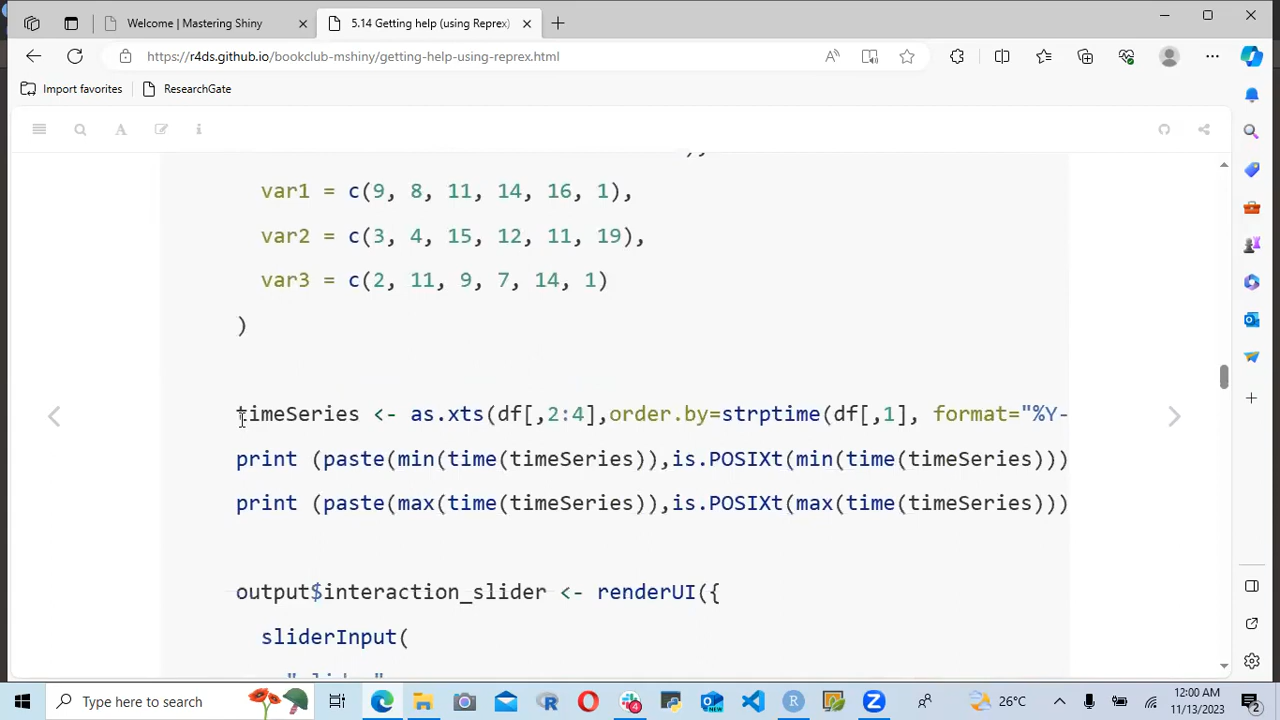 Welcome | Mastering Shiny
5.14 Getting help (using Reprex)
https://r4ds.github.io/bookclub-mshiny/getting-help-using-reprex.html
Import favorites
ResearchGate
var1 = c(9, 8, 11, 14, 16, 1),
var2 = c(3, 4, 15, 12, 11, 19),
var3 = c(2, 11, 9, 7, 14, 1)
)
timeSeries <- as.xts(df[,2:4],order.by=strptime(df[,1], format="%Y-
print (paste(min(time(timeSeries)),is.POSIXt(min(time(timeSeries)))
print (paste(max(time(timeSeries)),is.POSIXt(max(time(timeSeries)))
output$interaction_slider <- renderUI({
sliderInput(
Type here to search
4
26°C
12:00 AM
11/13/2023
2